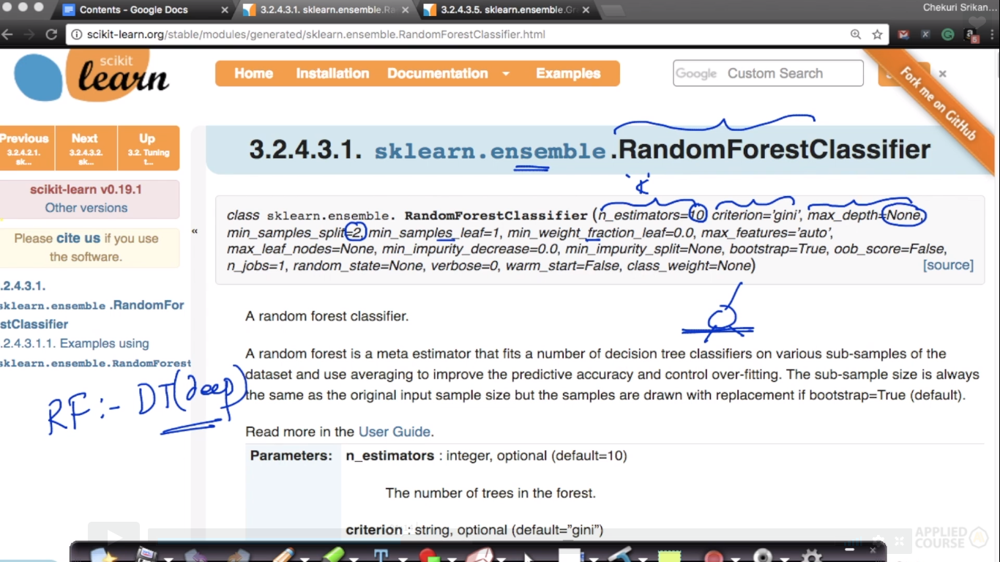 Chekuri Srikan...
Contents - Google Docs
3.2.4.3.1. sklearn.ensemble.Ra
3.2.4.3.5. sklearn.ensemble.Gr
scikit-learn.org/stable/modules/generated/sklearn.ensemble.RandomForestClassifier.html
scikit
learn
Home Installation Documentation Examples
Google Custom Search
Fork me on GitHub
Previous Next Up
3.2.4.2.1. 3.2.4.3.2. 3.2. Tuning
sk... sk... t...
3.2.4.3.1. sklearn.ensemble.RandomForestClassifier
scikit-learn v0.19.1
Other versions
Please cite us if you use
the software.
«
'K'
class sklearn.ensemble. RandomForestClassifier (n_estimators=10, criterion='gini', max_depth=None,
min_samples_split=2, min_samples_leaf=1, min_weight_fraction_leaf=0.0, max_features='auto',
max_leaf_nodes=None, min_impurity_decrease=0.0, min_impurity_split=None, bootstrap=True, oob_score=False,
n_jobs=1, random_state=None, verbose=0, warm_start=False, class_weight=None)
[source]
.2.4.3.1.
sklearn.ensemble.RandomFor
estClassifier
.2.4.3.1.1. Examples using
sklearn.ensemble.RandomForest
RF:- DT(deep)
A random forest classifier.
A random forest is a meta estimator that fits a number of decision tree classifiers on various sub-samples of the
dataset and use averaging to improve the predictive accuracy and control over-fitting. The sub-sample size is always
the same as the original input sample size but the samples are drawn with replacement if bootstrap=True (default).
Read more in the User Guide.
Parameters: n_estimators : integer, optional (default=10)
The number of trees in the forest.
criterion : string, optional (default="gini")
APPLIED
COURSE